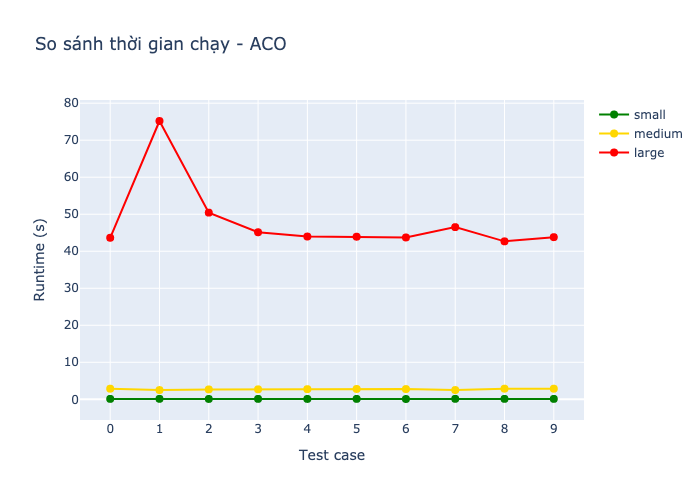 So sánh thời gian chạy - ACO
small
medium
large
80
70
60
50
40
30
20
10
0
Runtime (s)
0 1 2 3 4 5 6 7 8 9
Test case